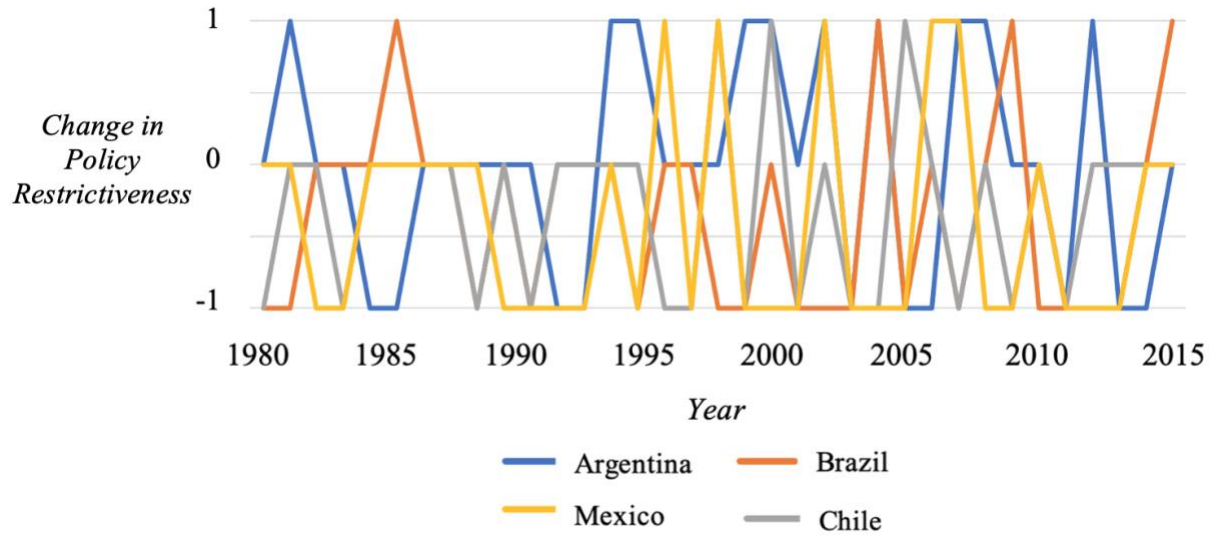 1
Change in
Policy
Restrictiveness
0
-1
1980 1985 1990 1995 2000 2005 2010 2015
Year
Argentina Brazil
Mexico Chile